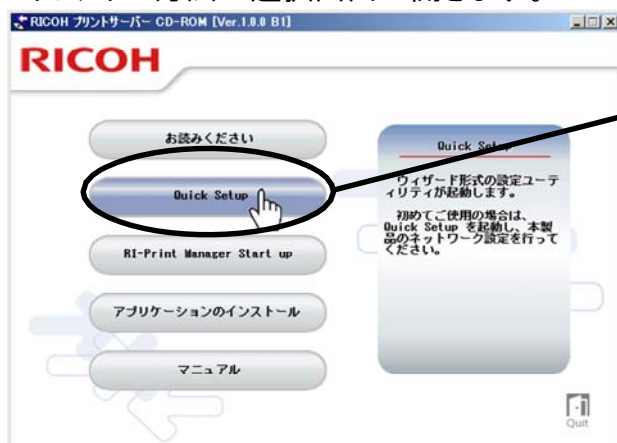 RICOH プリントサーバー CD-ROM [Ver.1.0.0 B1]
RICOH
お読みください
Quick Setup
RI-Print Manager Start up
アプリケーションのインストール
マニュアル
Quick Setup
ウィザード形式の設定ユーテ
ィリティが起動します。
初めてご使用の場合は、
Quick Setup を起動し、本製
品のネットワーク設定を行って
ください。
Quit